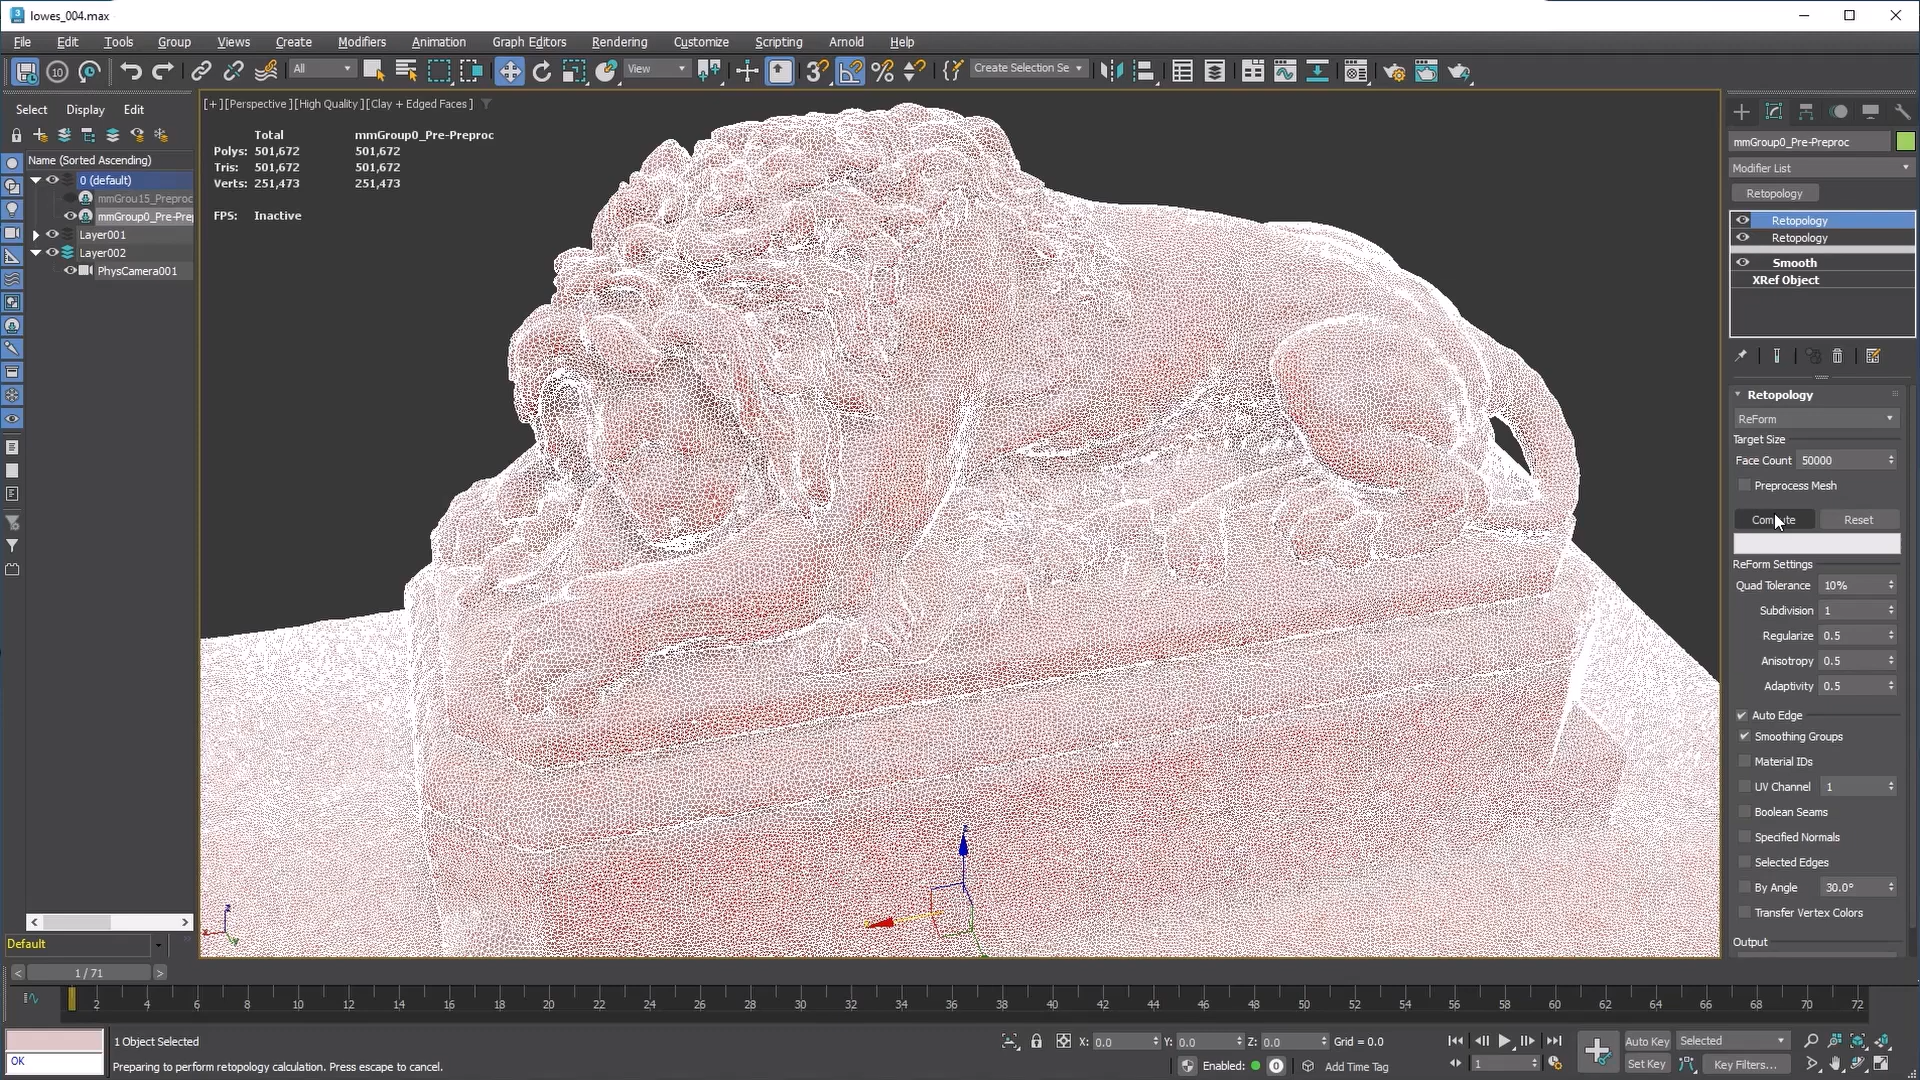 lowes_004.max
File Edit Tools Group Views Create Modifiers Animation Graph Editors Rendering Customize Scripting Arnold Help
10 All View 3 Create Selection Se
Select Display Edit
Name (Sorted Ascending)
0 (default)
mmGrou15_Preproc
mmGroup0_Pre-Prep
Layer001
Layer002
PhysCamera001
[+][Perspective][High Quality][Clay + Edged Faces]
Total mmGroup0_Pre-Preproc
Polys: 501,672 501,672
Tris: 501,672 501,672
Verts: 251,473 251,473
FPS: Inactive
mmGroup0_Pre-Preproc
Modifier List
Retopology
Retopology
Retopology
Smooth
XRef Object
Retopology
ReForm
Target Size
Face Count 50000
Preprocess Mesh
Compute Reset
ReForm Settings
Quad Tolerance 10%
Subdivision 1
Regularize 0.5
Anisotropy 0.5
Adaptivity 0.5
Auto Edge
Smoothing Groups
Material IDs
UV Channel 1
Boolean Seams
Specified Normals
Selected Edges
By Angle 30.0°
Transfer Vertex Colors
Output
Default
1 / 71
2 4 6 8 10 12 14 16 18 20 22 24 26 28 30 32 34 36 38 40 42 44 46 48 50 52 54 56 58 60 62 64 66 68 70 72
OK
1 Object Selected
Preparing to perform retopology calculation. Press escape to cancel.
X: 0.0 Y: 0.0 Z: 0.0 Grid = 0.0
Enabled: 0 Add Time Tag
1
Auto Key Selected
Set Key Key Filters...